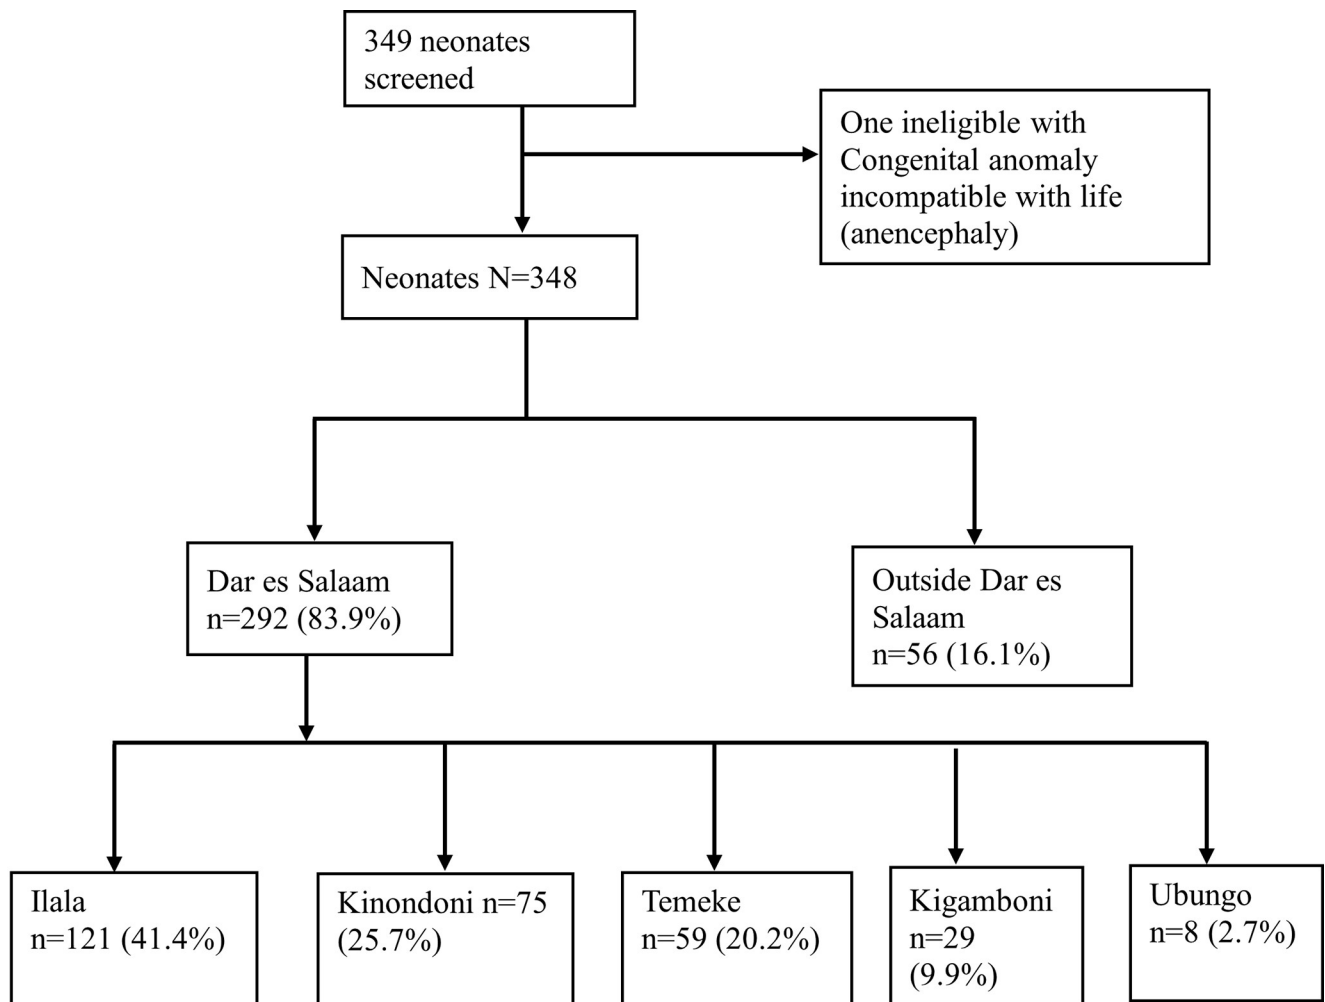 349 neonates
screened
One ineligible with
Congenital anomaly
incompatible with life
(anencephaly)
Neonates N=348
Dar es Salaam
n=292 (83.9%)
Outside Dar es
Salaam
n=56 (16.1%)
Ilala
n=121 (41.4%)
Kinondoni n=75
(25.7%)
Temeke
n=59 (20.2%)
Kigamboni
n=29
(9.9%)
Ubungo
n=8 (2.7%)